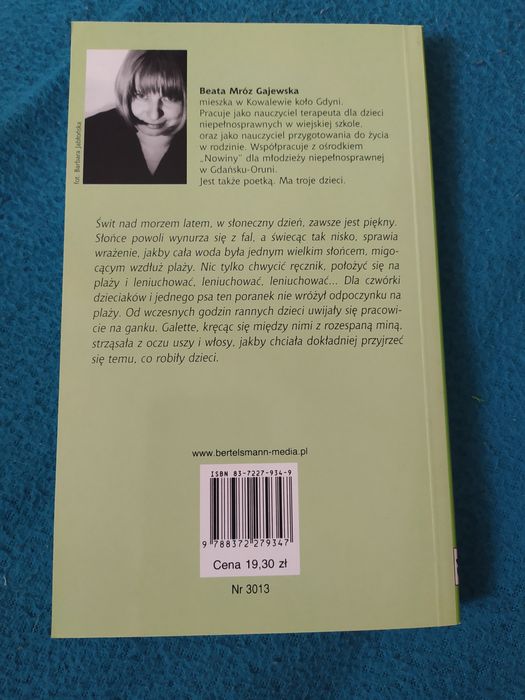 fot. Barbara Jabłońska
Beata Mróz Gajewska
mieszka w Kowalewie koło Gdyni.
Pracuje jako nauczyciel terapeuta dla dzieci
niepełnosprawnych w wiejskiej szkole,
oraz jako nauczyciel przygotowania do życia
w rodzinie. Współpracuje z ośrodkiem
„Nowiny" dla młodzieży niepełnosprawnej
w Gdańsku-Oruni.
Jest także poetką. Ma troje dzieci.
Świt nad morzem latem, w słoneczny dzień, zawsze jest piękny.
Słońce powoli wynurza się z fal, a świecąc tak nisko, sprawia
wrażenie, jakby cała woda była jednym wielkim słońcem, migo-
cącym wzdłuż plaży. Nic tylko chwycić ręcznik, położyć się na
plaży i leniuchować, leniuchować, leniuchować... Dla czwórki
dzieciaków i jednego psa ten poranek nie wróżył odpoczynku na
plaży. Od wczesnych godzin rannych dzieci uwijały się pracowi-
cie na ganku. Galette, kręcąc się między nimi z rozespaną miną,
strząsała z oczu uszy i włosy, jakby chciała dokładniej przyjrzeć
się temu, co robiły dzieci.
www.bertelsmann-media.pl
ISBN 83-7227-934-9
9 788372 279347
Cena 19,30 zł
Nr 3013